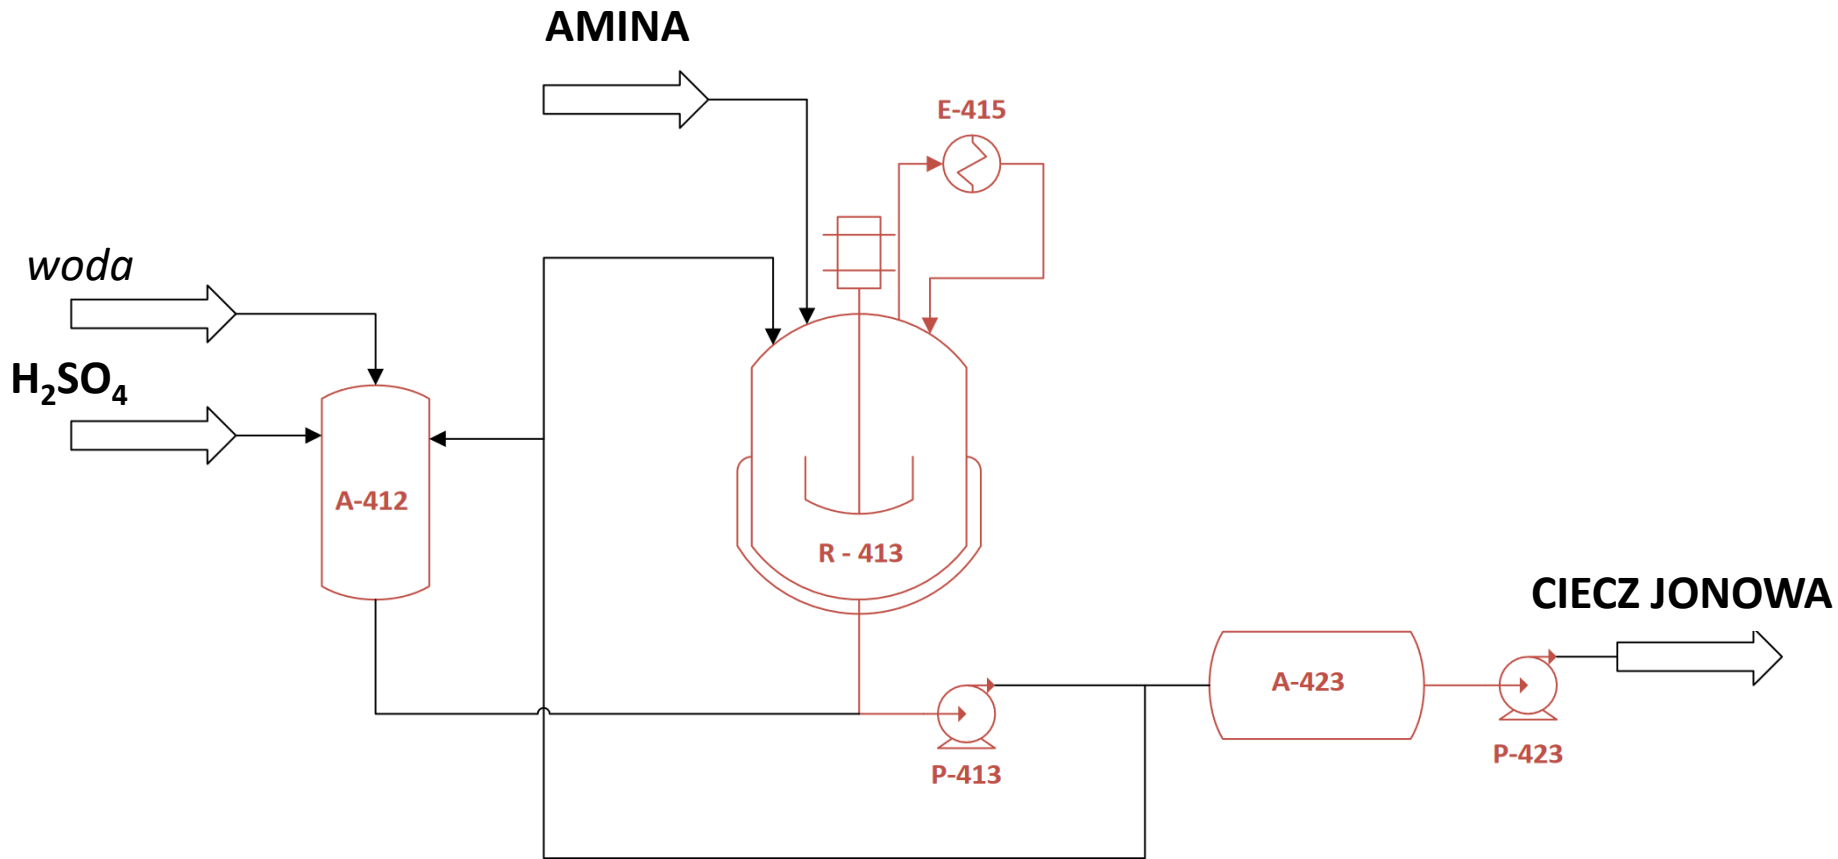 AMINA
E-415
woda
H₂SO₄
A-412
R - 413
CIECZ JONOWA
A-423
P-423
P-413